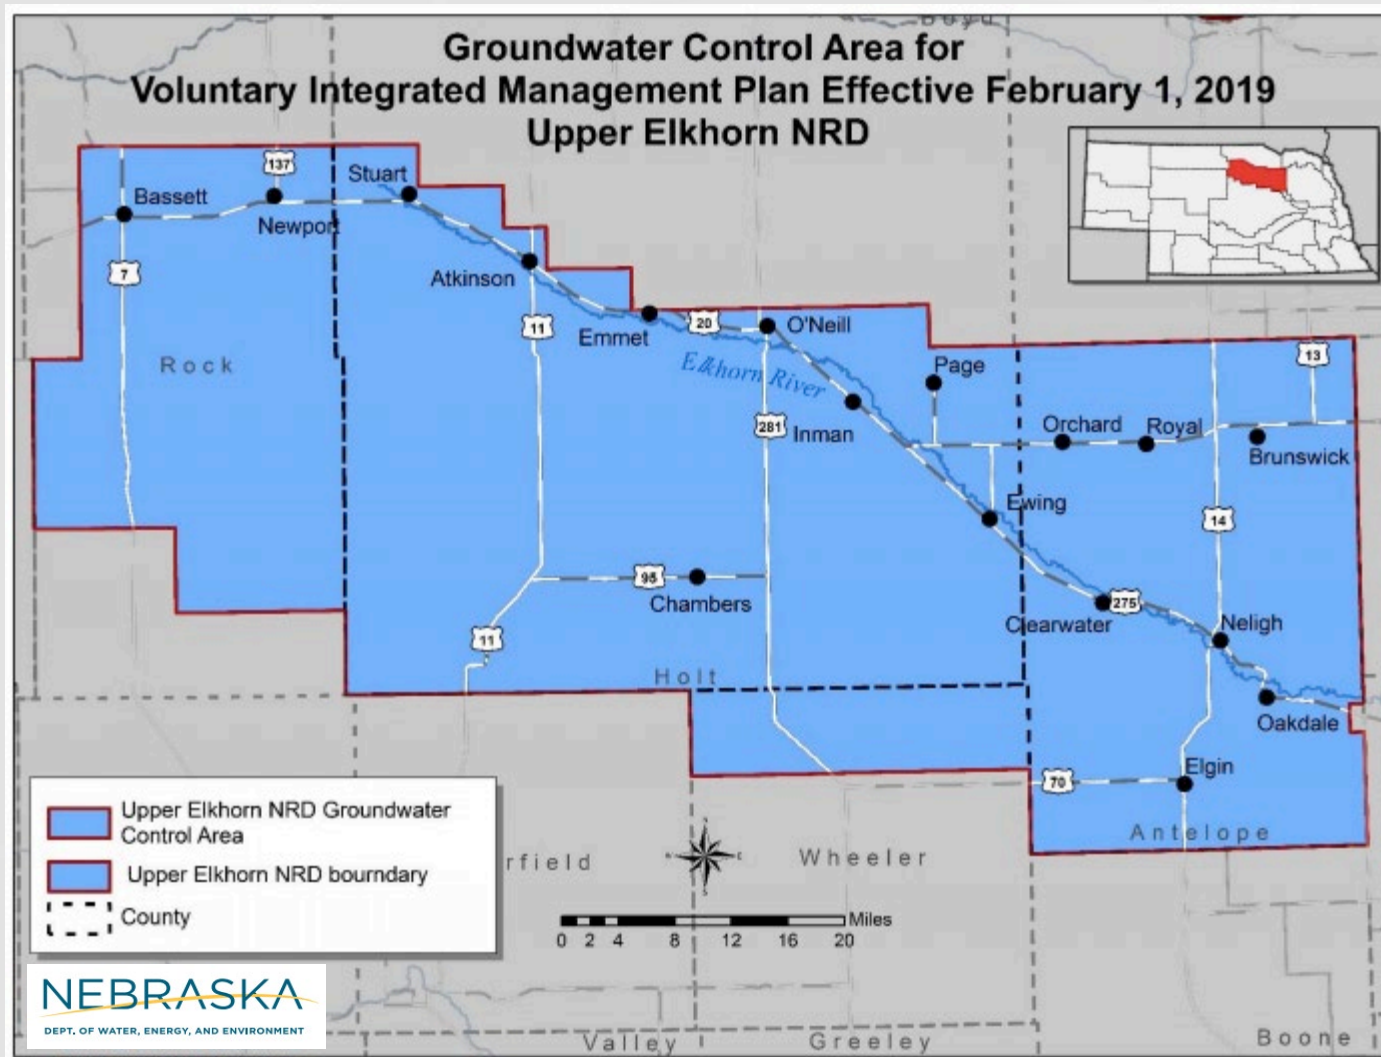 Boyd
Groundwater Control Area for
Voluntary Integrated Management Plan Effective February 1, 2019
Upper Elkhorn NRD
137
Stuart
Bassett
Newport
7
Atkinson
11
Emmet
20
O'Neill
Elkhorn River
Page
13
Rock
281
Inman
Orchard
Royal
Brunswick
Ewing
14
95
Chambers
Clearwater
275
Neligh
11
Holt
Oakdale
Elgin
70
Antelope
Upper Elkhorn NRD Groundwater
Control Area
Upper Elkhorn NRD bourndary
County
rfield
N
W
E
S
Wheeler
Miles
0 2 4 8 12 16 20
NEBRASKA
DEPT. OF WATER, ENERGY, AND ENVIRONMENT
Valley
Greeley
Boone